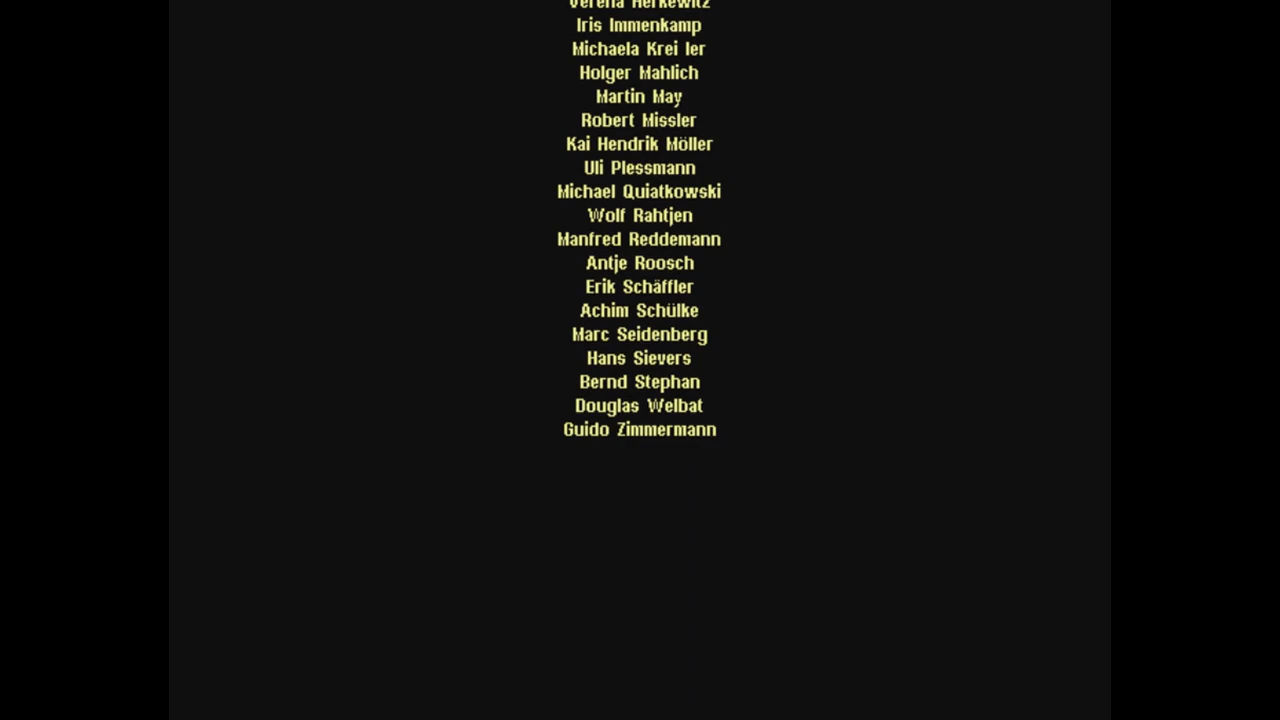 Verena Herkewitz
Iris Immenkamp
Michaela Krei ler
Holger Mahlich
Martin May
Robert Missler
Kai Hendrik Möller
Uli Plessmann
Michael Quiatkowski
Wolf Rahtjen
Manfred Reddemann
Antje Roosch
Erik Schäffler
Achim Schülke
Marc Seidenberg
Hans Sievers
Bernd Stephan
Douglas Welbat
Guido Zimmermann